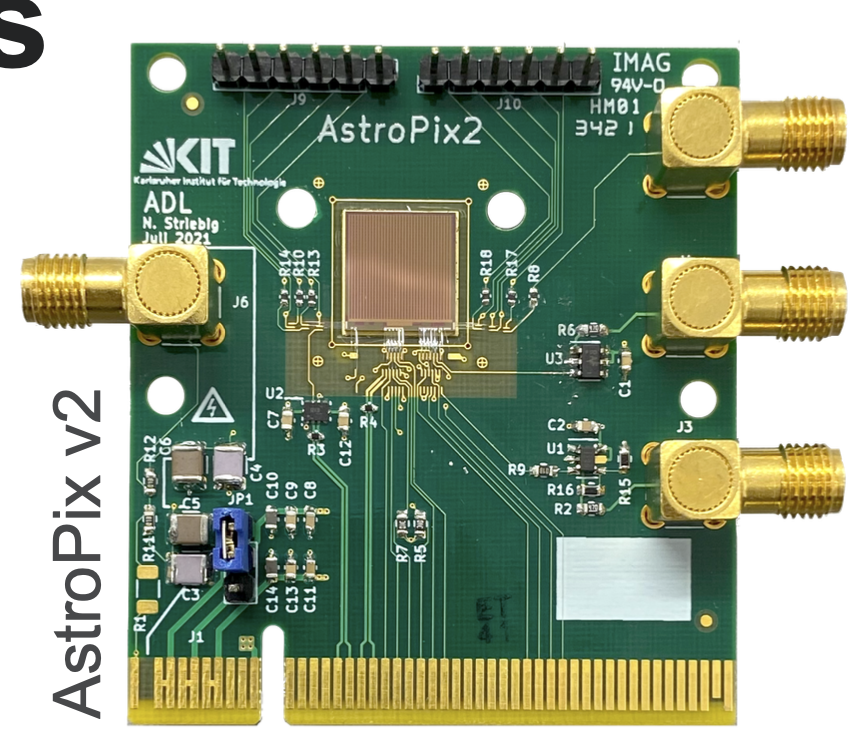 s
IMAG
94V-0
HM01
3421
J9
J10
AstroPix2
KIT
Karlsruher Institut für Technologie
ADL
N. Striebig
Juli 2021
J6
R14
R10
R13
R18
R17
R8
R6
U3
C1
U2
C7
R3
C12
R4
J3
C2
U1
R9
R16
R2
R15
R12
C6
C4
C5
JP1
C10
C9
C8
R11
C3
C14
C13
C11
R7
R5
R1
J1
AstroPix v2